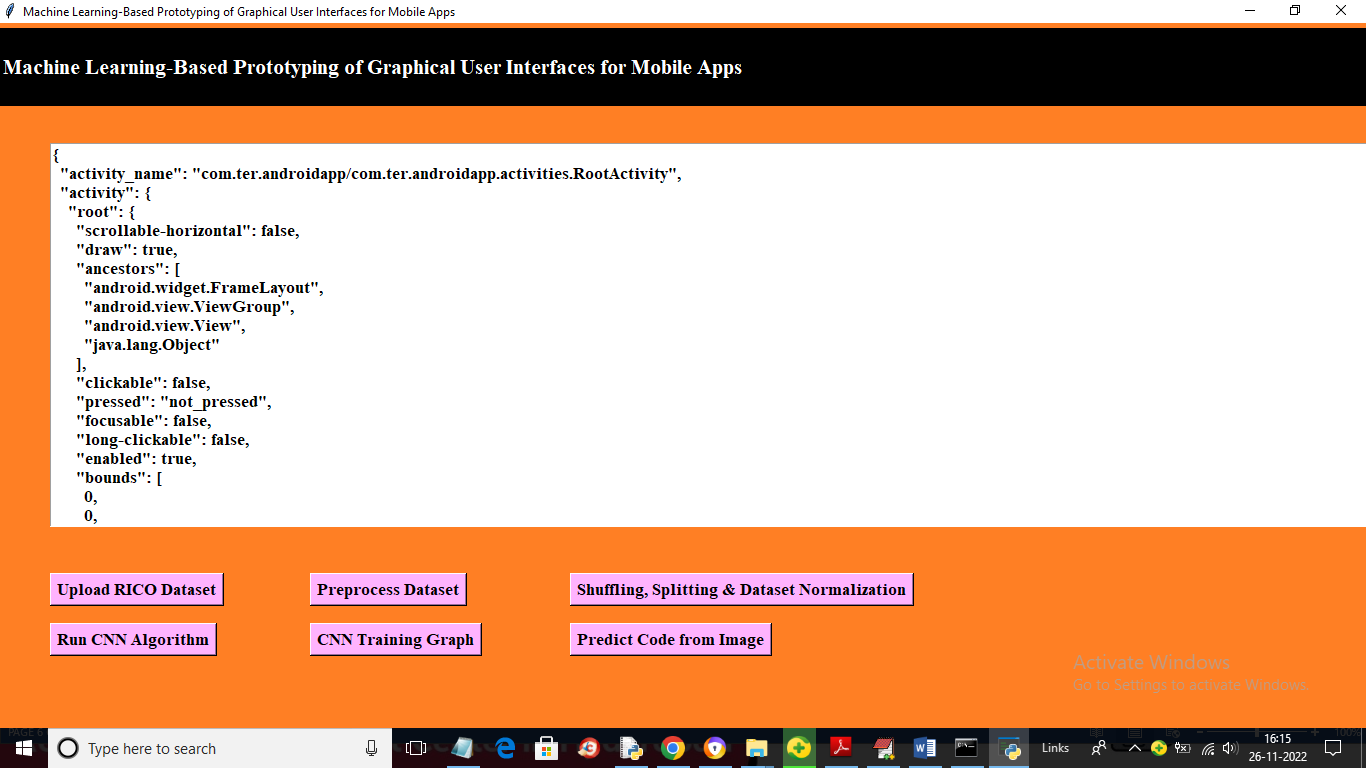 Machine Learning-Based Prototyping of Graphical User Interfaces for Mobile Apps
Machine Learning-Based Prototyping of Graphical User Interfaces for Mobile Apps
{
"activity_name": "com.ter.androidapp/com.ter.androidapp.activities.RootActivity",
"activity": {
"root": {
"scrollable-horizontal": false,
"draw": true,
"ancestors": [
"android.widget.FrameLayout",
"android.view.ViewGroup",
"android.view.View",
"java.lang.Object"
],
"clickable": false,
"pressed": "not_pressed",
"focusable": false,
"long-clickable": false,
"enabled": true,
"bounds": [
0,
0,
Upload RICO Dataset
Preprocess Dataset
Shuffling, Splitting & Dataset Normalization
Run CNN Algorithm
CNN Training Graph
Predict Code from Image
Activate Windows
Go to Settings to activate Windows.
Type here to search
Links
16:15
26-11-2022